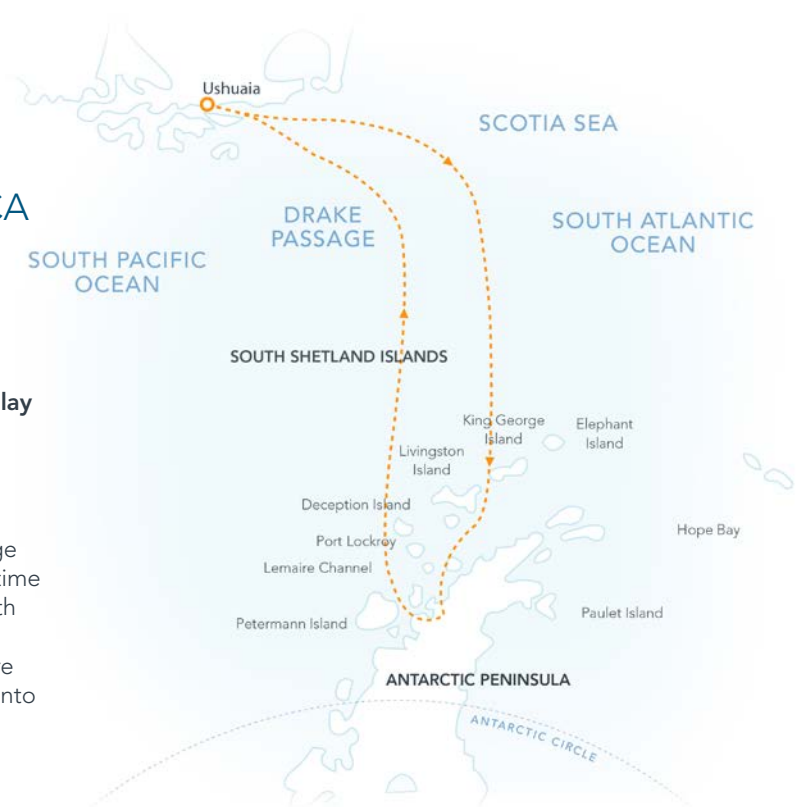 Ushuaia
SCOTIA SEA
DRAKE
PASSAGE
SOUTH ATLANTIC
OCEAN
SOUTH PACIFIC
OCEAN
SOUTH SHETLAND ISLANDS
King George
Island
Elephant
Island
Livingston
Island
Deception Island
Port Lockroy
Lemaire Channel
Petermann Island
Hope Bay
Paulet Island
ANTARCTIC PENINSULA
ANTARCTIC CIRCLE